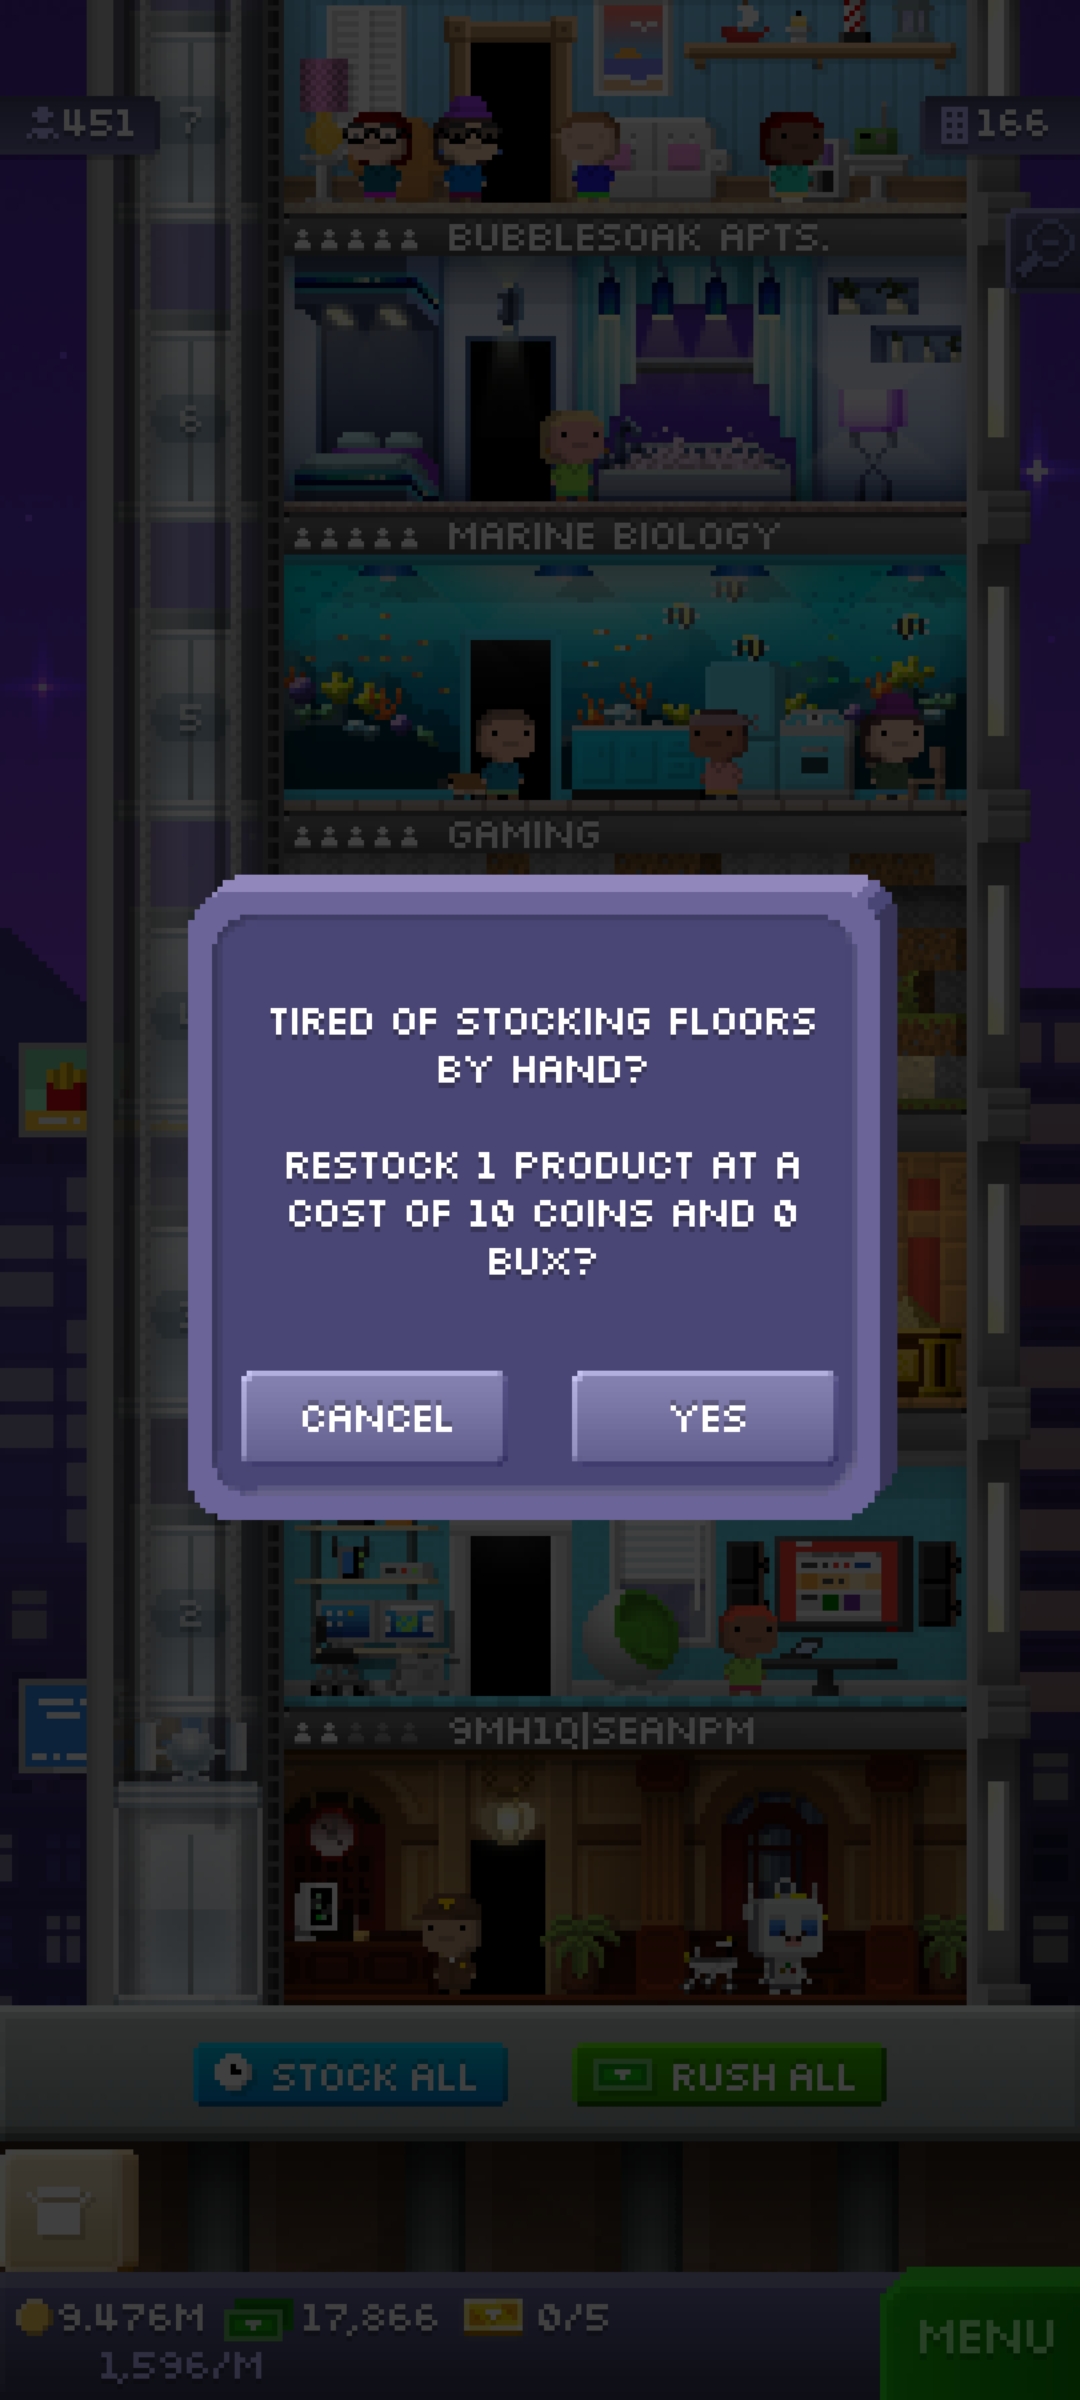 451
7
166
BUBBLESOAK APTS.
6
MARINE BIOLOGY
5
GAMING
TIRED OF STOCKING FLOORS
BY HAND?
RESTOCK 1 PRODUCT AT A
COST OF 10 COINS AND 0
BUX?
CANCEL
YES
2
9MH1Q|SEANPM
STOCK ALL
RUSH ALL
9.476M
17,866
0/5
MENU
1,596/M